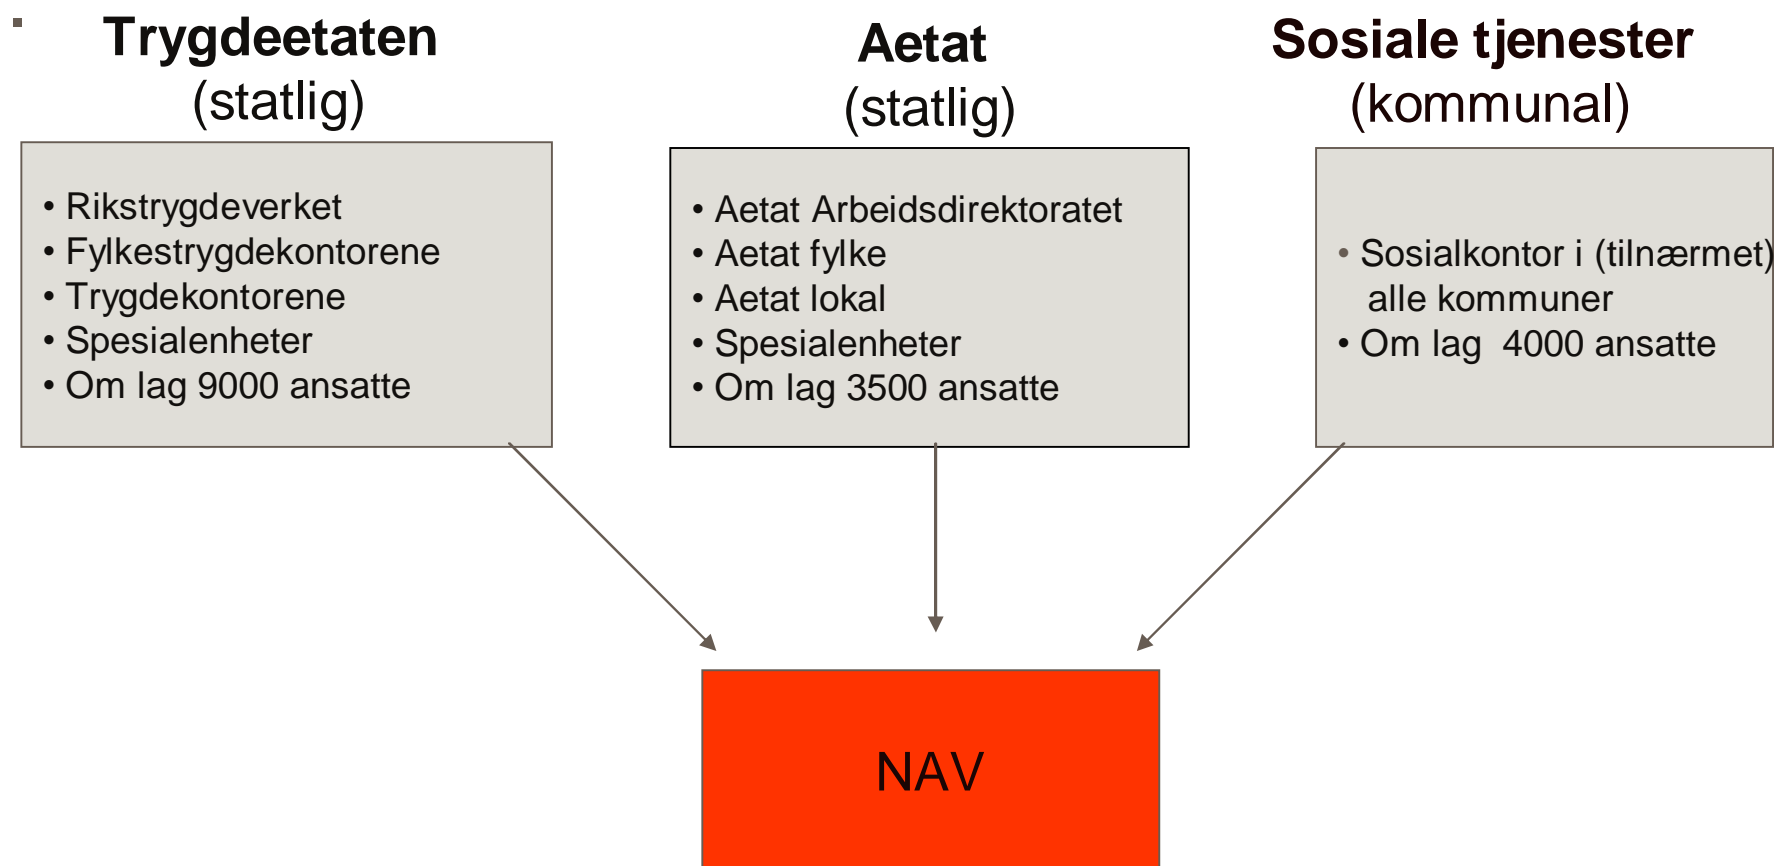 Trygdeetaten
(statlig)
• Rikstrygdeverket
• Fylkestrygdekontorene
• Trygdekontorene
• Spesialenheter
• Om lag 9000 ansatte
Aetat
(statlig)
• Aetat Arbeidsdirektoratet
• Aetat fylke
• Aetat lokal
• Spesialenheter
• Om lag 3500 ansatte
Sosiale tjenester
(kommunal)
• Sosialkontor i (tilnærmet)
alle kommuner
• Om lag 4000 ansatte
NAV